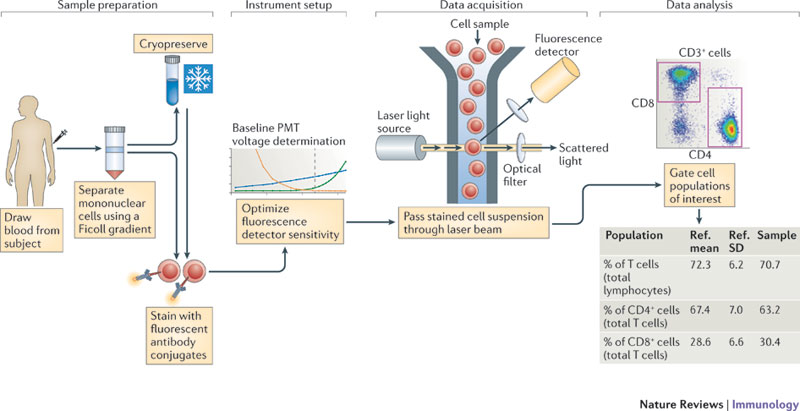 Sample preparation
Instrument setup
Data acquisition
Data analysis
Cryopreserve
Draw
blood from
subject
Separate
mononuclear
cells using a
Ficoll gradient
Stain with
fluorescent
antibody
conjugates
Baseline PMT
voltage determination
Optimize
fluorescence
detector sensitivity
Cell sample
Fluorescence
detector
Laser light
source
Scattered
light
Optical
filter
Pass stained cell suspension
through laser beam
CD3⁺ cells
CD8
CD4
Gate cell
populations
of interest
Population Ref. mean Ref. SD Sample
% of T cells (total lymphocytes) 72.3 6.2 70.7
% of CD4⁺ cells (total T cells) 67.4 7.0 63.2
% of CD8⁺ cells (total T cells) 28.6 6.6 30.4
Nature Reviews | Immunology